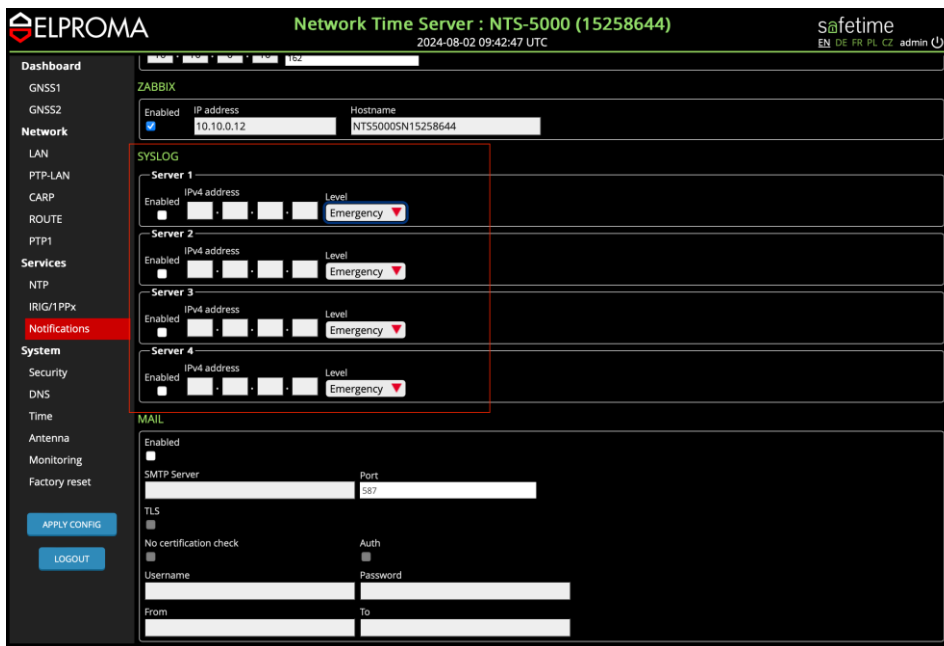 ELPROMA
Network Time Server : NTS-5000 (15258644)
2024-08-02 09:42:47 UTC
safetime
EN DE FR PL CZ admin
Dashboard
GNSS1
GNSS2
Network
LAN
PTP-LAN
CARP
ROUTE
PTP1
Services
NTP
IRIG/1PPx
Notifications
System
Security
DNS
Time
Antenna
Monitoring
Factory reset
APPLY CONFIG
LOGOUT
162
ZABBIX
Enabled IP address Hostname
10.10.0.12 NTS5000SN15258644
SYSLOG
Server 1
IPv4 address
Enabled Level
. . . Emergency
Server 2
IPv4 address
Enabled Level
. . . Emergency
Server 3
IPv4 address
Enabled Level
. . . Emergency
Server 4
IPv4 address
Enabled Level
. . . Emergency
MAIL
Enabled
SMTP Server Port
587
TLS
No certification check Auth
Username Password
From To